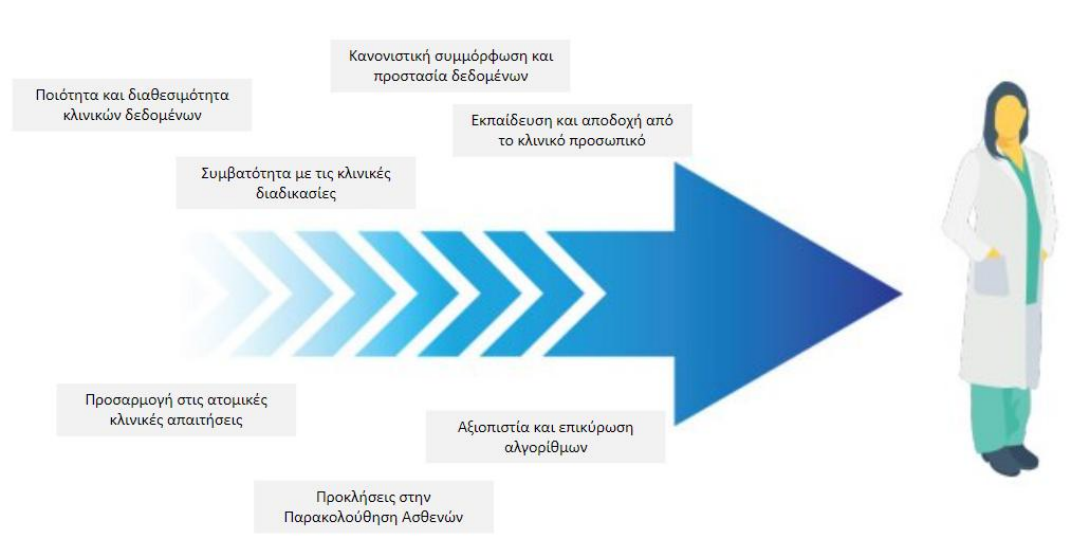 Κανονιστική συμμόρφωση και
προστασία δεδομένων
Ποιότητα και διαθεσιμότητα
κλινικών δεδομένων
Εκπαίδευση και αποδοχή από
το κλινικό προσωπικό
Συμβατότητα με τις κλινικές
διαδικασίες
Προσαρμογή στις ατομικές
κλινικές απαιτήσεις
Αξιοπιστία και επικύρωση
αλγορίθμων
Προκλήσεις στην
Παρακολούθηση Ασθενών